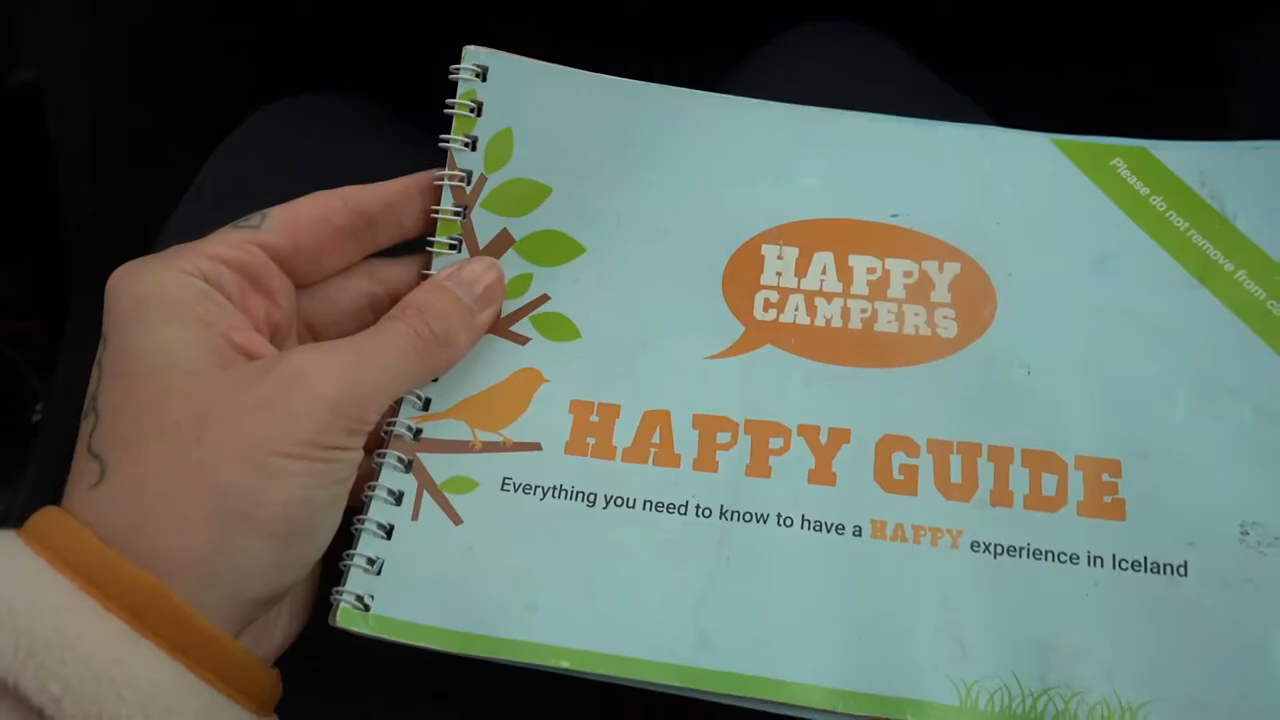 Please do not remove from
HAPPY
CAMPERS
HAPPY GUIDE
Everything you need to know to have a HAPPY experience in Iceland